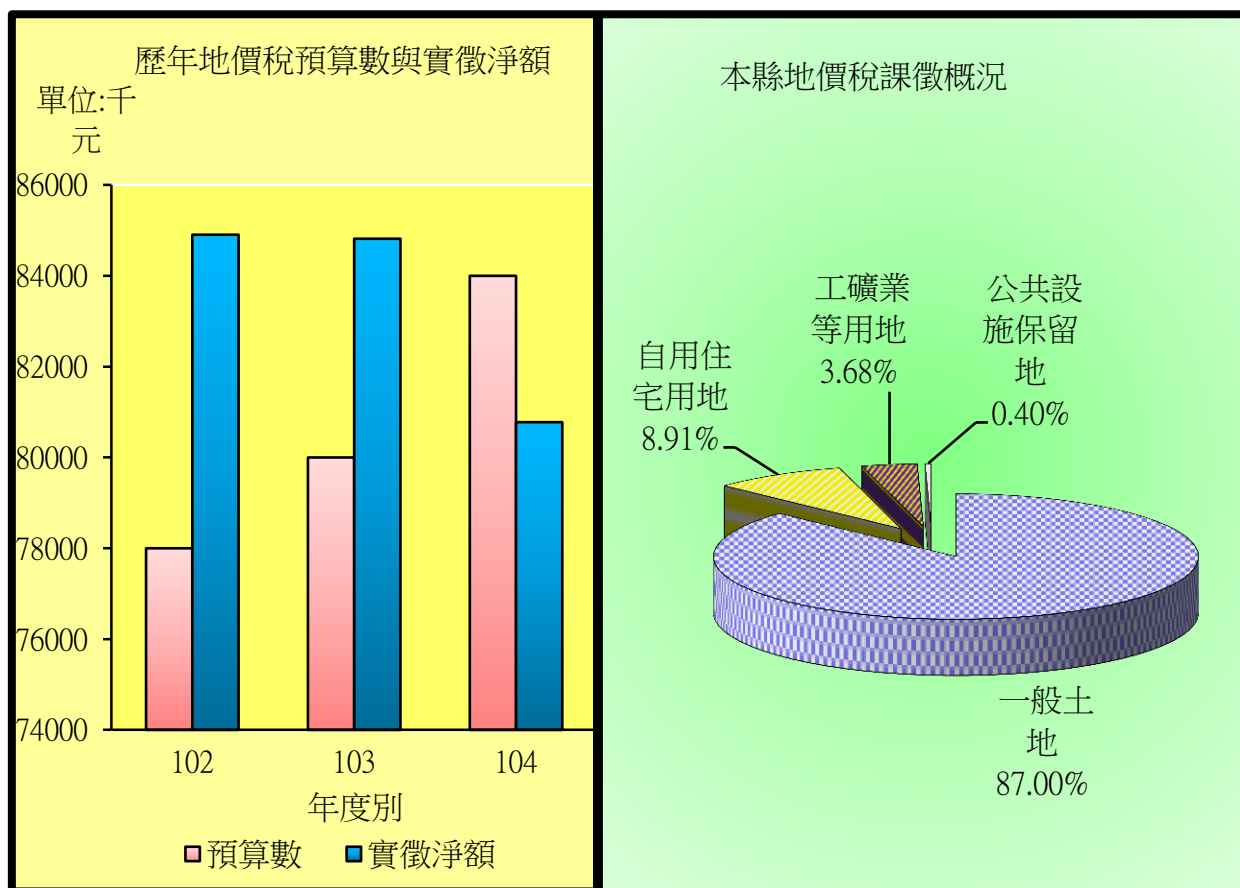 歷年地價稅預算數與實徵淨額
單位:千
元
86000
84000
82000
80000
78000
76000
74000
102
103
104
年度別
預算數
實徵淨額
本縣地價稅課徵概況
自用住
宅用地
8.91%
工礦業
等用地
3.68%
公共設
施保留
地
0.40%
一般土
地
87.00%